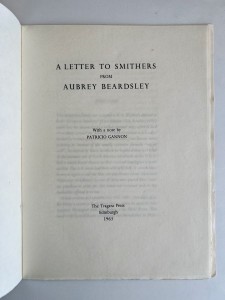 A LETTER TO SMITHERS
FROM
AUBREY BEARDSLEY
With a note by
PATRICIO GANNON
The Tragara Press
Edinburgh
1965